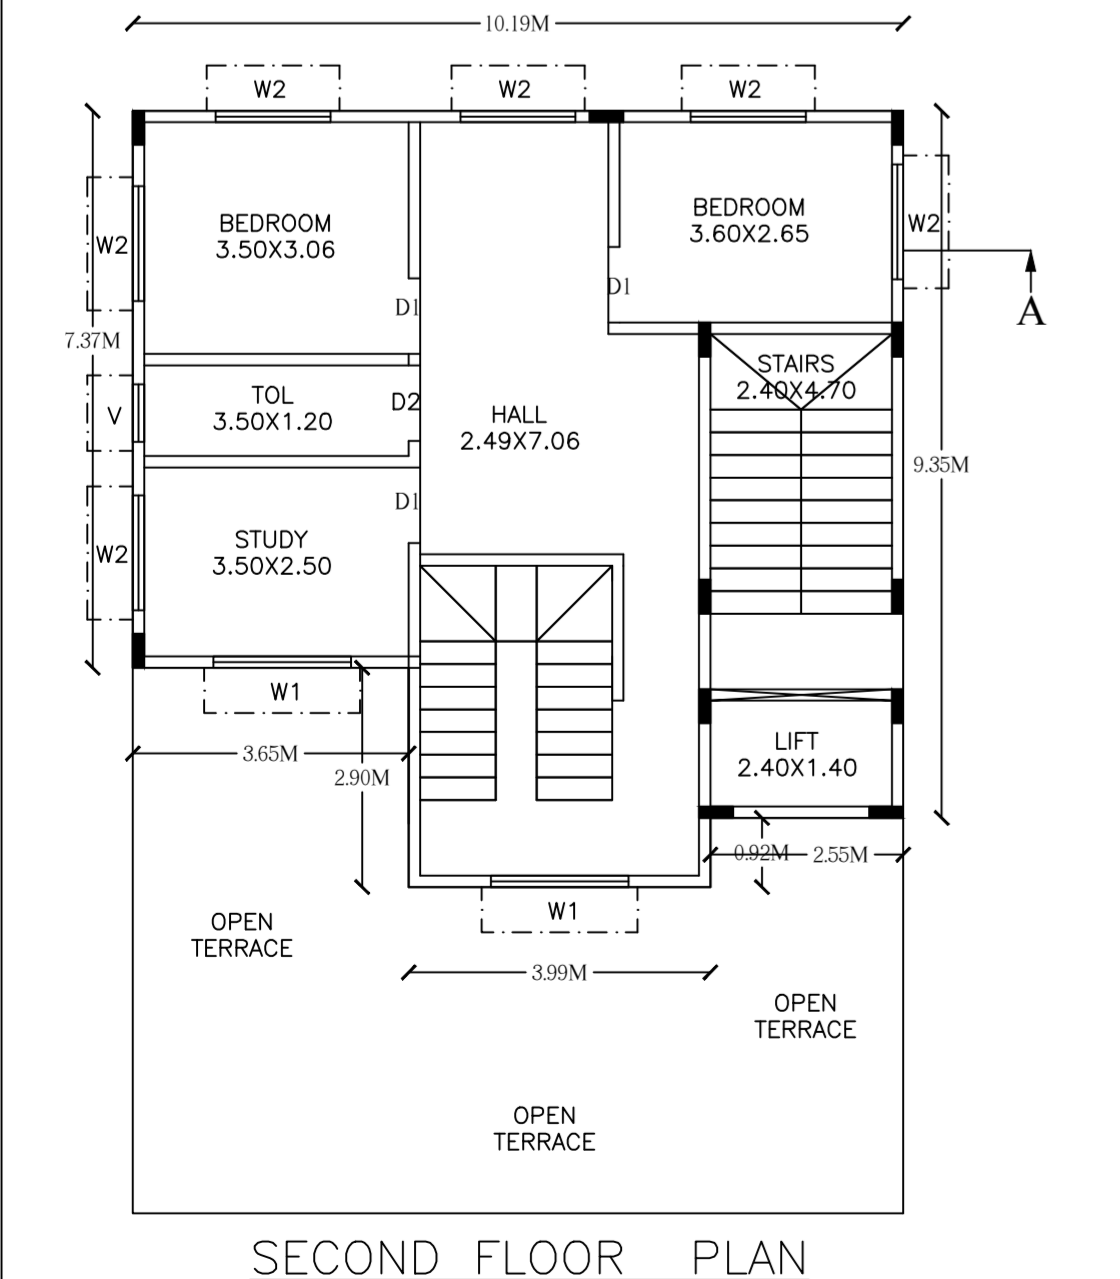 10.19M
W2
W2
W2
BEDROOM
3.50X3.06
BEDROOM
3.60X2.65
W2
W2
D1
D1
A
7.37M
STAIRS
2.40X4.70
TOL
3.50X1.20
D2
V
HALL
2.49X7.06
9.35M
D1
STUDY
3.50X2.50
W2
W1
LIFT
2.40X1.40
3.65M
2.90M
0.92M
2.55M
W1
OPEN
TERRACE
3.99M
OPEN
TERRACE
OPEN
TERRACE
SECOND FLOOR PLAN